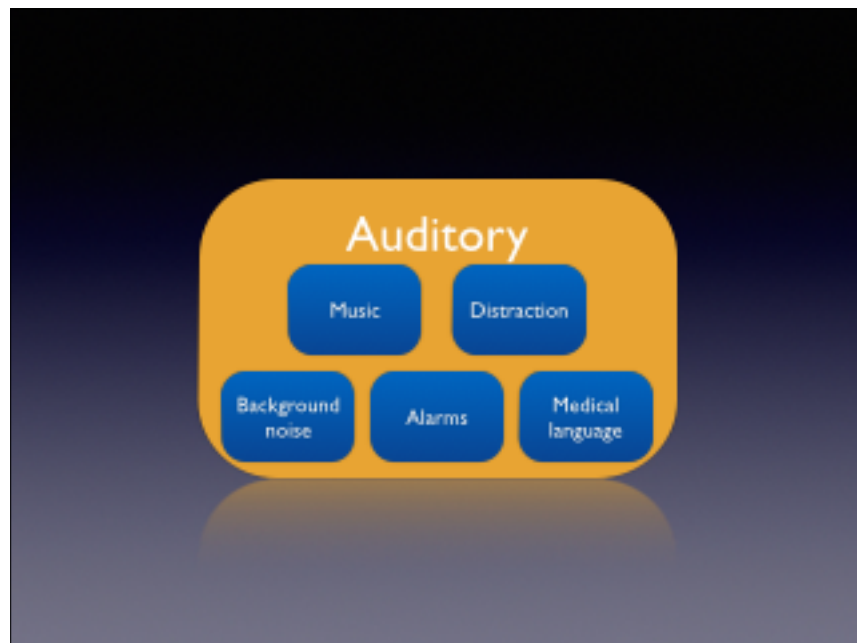 Auditory
Music
Distraction
Background
noise
Alarms
Medical
language